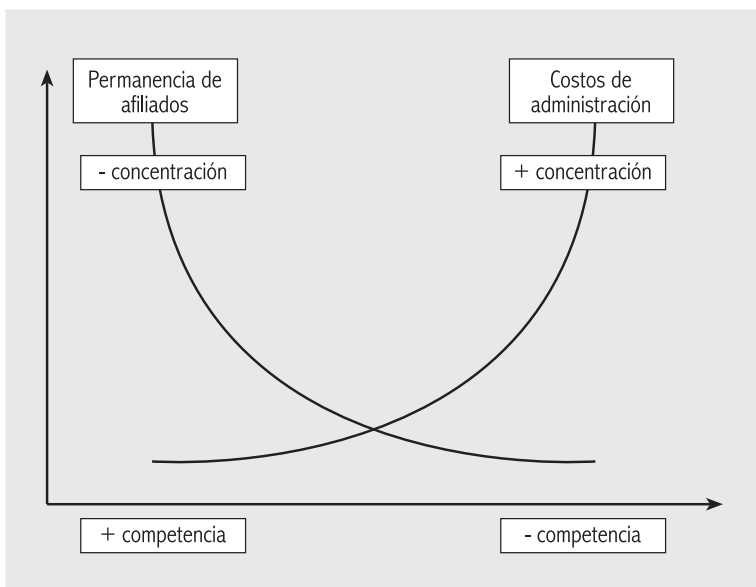 Permanencia de
afiliados
Costos de
administración
- concentración
+ concentración
+ competencia
- competencia